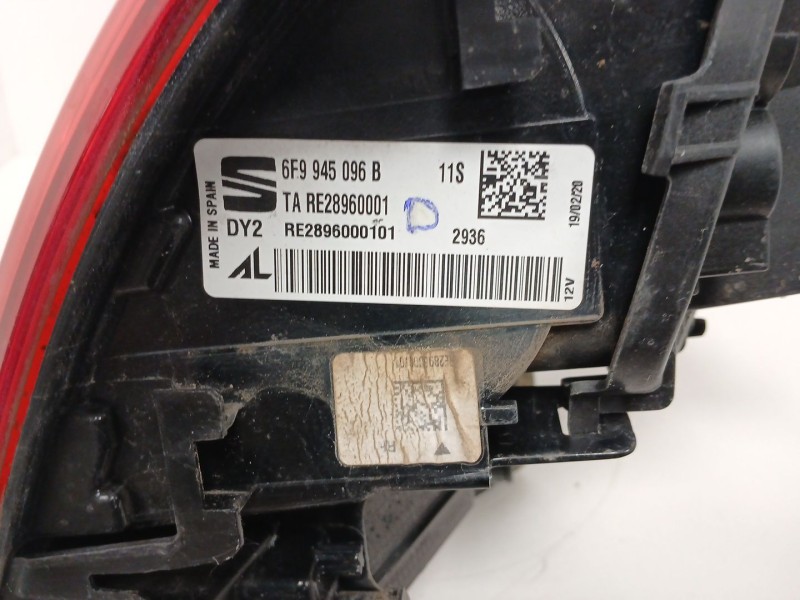 6F9 945 096 B 11S
TA RE28960001 D
DY2 RE2896000101 2936
AL
MADE IN SPAIN
19/02/20
12V